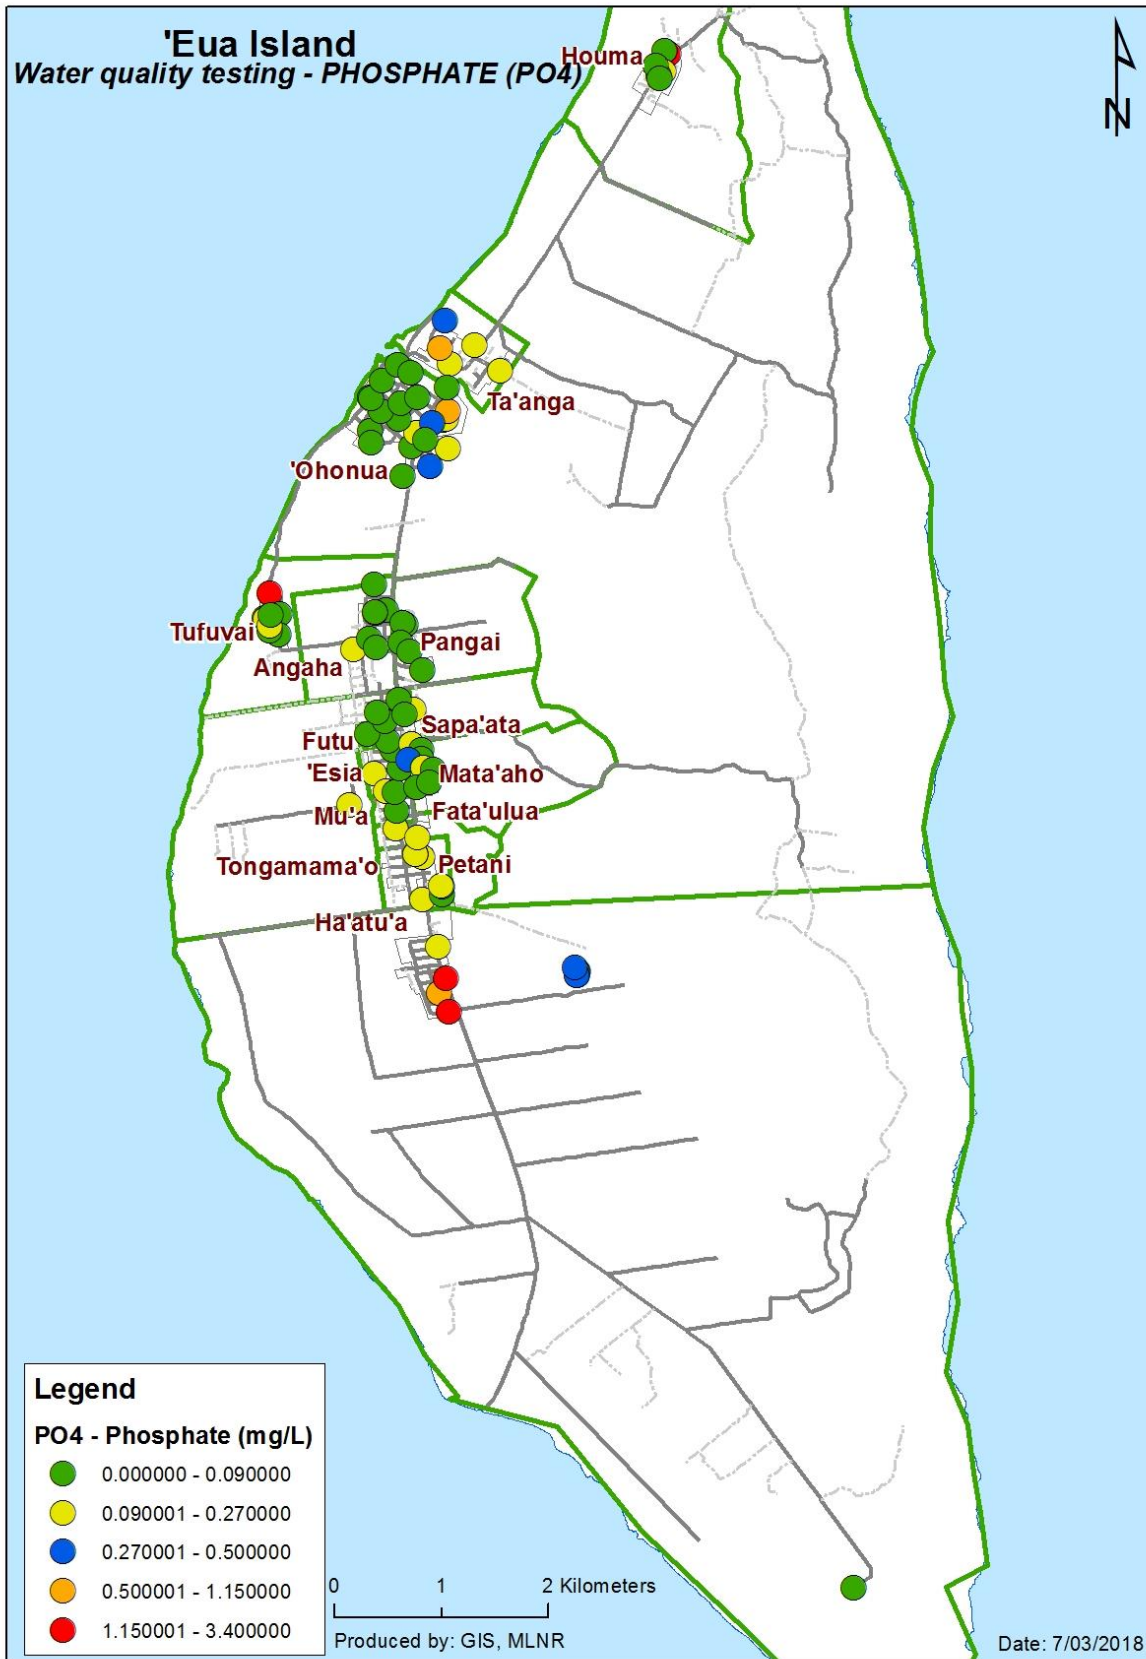 'Eua Island
Water quality testing - PHOSPHATE (PO4)
Houma
N
Ta'anga
'Ohonua
Tufuvai
Pangai
Angaha
Sapa'ata
Futu
'Esia
Mata'aho
Mu'a
Fata'ulua
Tongamama'o
Petani
Ha'atu'a
Legend
PO4 - Phosphate (mg/L)
0.000000 - 0.090000
0.090001 - 0.270000
0.270001 - 0.500000
0.500001 - 1.150000
1.150001 - 3.400000
0 1 2 Kilometers
Produced by: GIS, MLNR
Date: 7/03/2018